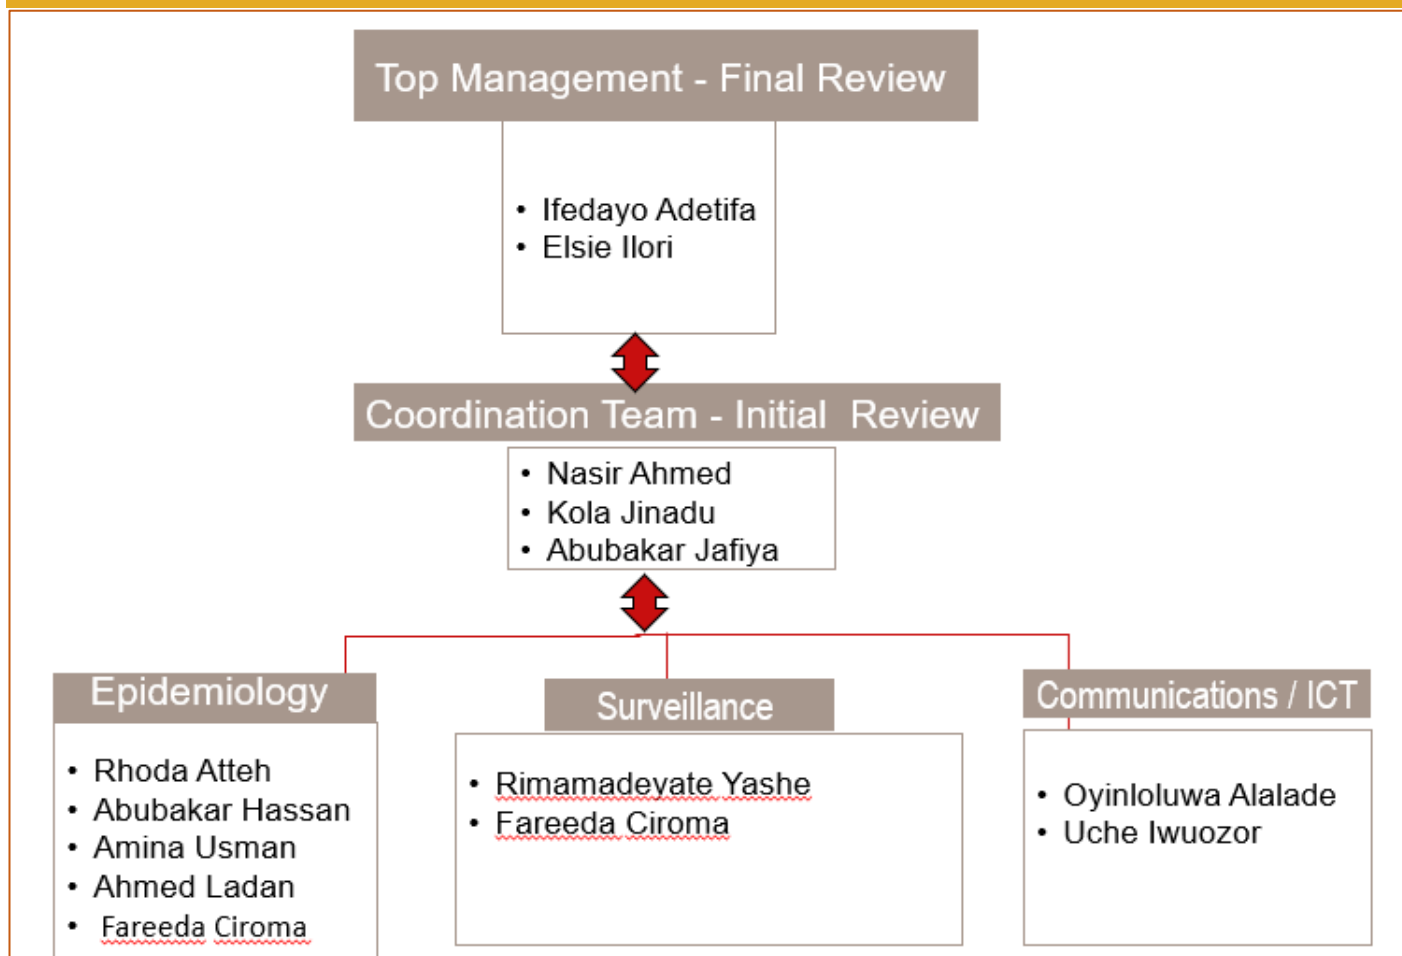 Top Management - Final Review
• Ifedayo Adetifa
• Elsie Ilori
Coordination Team - Initial  Review
• Nasir Ahmed
• Kola Jinadu
• Abubakar Jafiya
Epidemiology
• Rhoda Atteh
• Abubakar Hassan
• Amina Usman
• Ahmed Ladan
• Fareeda Ciroma
Surveillance
• Rimamadeyate Yashe
• Fareeda Ciroma
Communications / ICT
• Oyinloluwa Alalade
• Uche Iwuozor